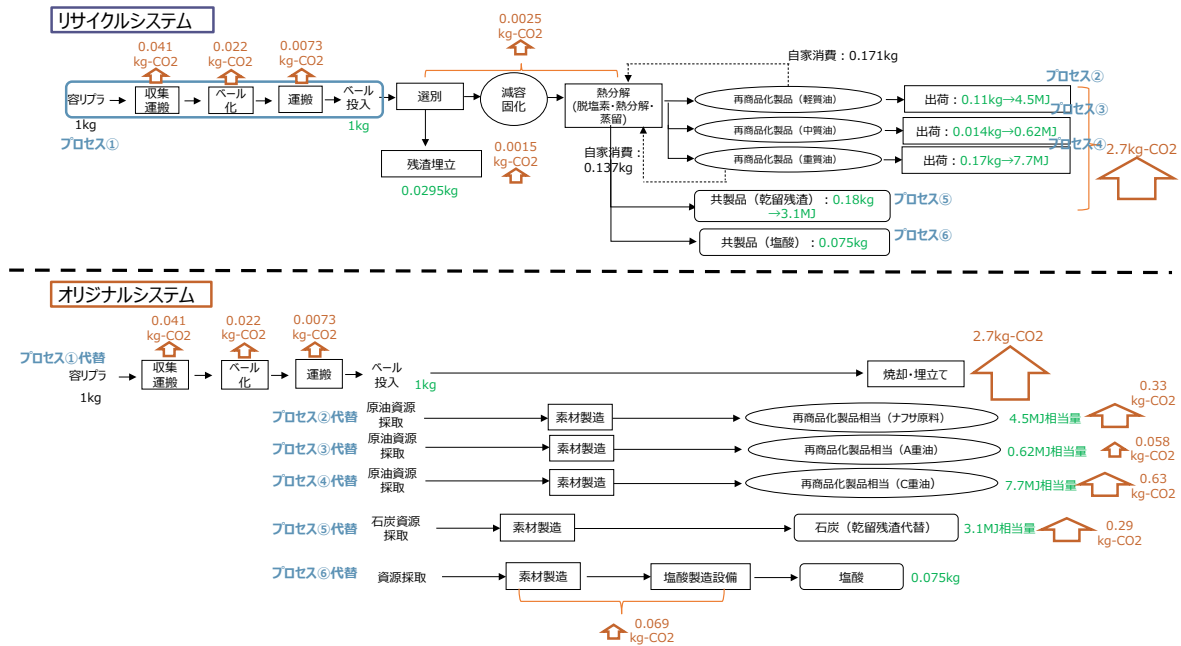 リサイクルシステム
0.041
kg-CO2
0.022
kg-CO2
0.0073
kg-CO2
0.0025
kg-CO2
容リプラ
1kg
収集
運搬
ベール
化
運搬
ベール
投入
1kg
プロセス①
選別
減容
固化
熱分解
(脱塩素・熱分解・
蒸留)
自家消費：0.171kg
自家消費：
0.137kg
残渣埋立
0.0295kg
0.0015
kg-CO2
再商品化製品（軽質油）
再商品化製品（中質油）
再商品化製品（重質油）
プロセス②
出荷：0.11kg→4.5MJ
プロセス③
出荷：0.014kg→0.62MJ
プロセス④
出荷：0.17kg→7.7MJ
2.7kg-CO2
共製品（乾留残渣）：0.18kg
→3.1MJ
プロセス⑤
共製品（塩酸）：0.075kg
プロセス⑥
オリジナルシステム
0.041
kg-CO2
0.022
kg-CO2
0.0073
kg-CO2
プロセス①代替
容リプラ
1kg
収集
運搬
ベール
化
運搬
ベール
投入
1kg
焼却・埋立て
2.7kg-CO2
プロセス②代替
原油資源
採取
素材製造
再商品化製品相当（ナフサ原料）
4.5MJ相当量
0.33
kg-CO2
プロセス③代替
原油資源
採取
素材製造
再商品化製品相当（A重油）
0.62MJ相当量
0.058
kg-CO2
プロセス④代替
原油資源
採取
素材製造
再商品化製品相当（C重油）
7.7MJ相当量
0.63
kg-CO2
プロセス⑤代替
石炭資源
採取
素材製造
石炭（乾留残渣代替）
3.1MJ相当量
0.29
kg-CO2
プロセス⑥代替
資源採取
素材製造
塩酸製造設備
塩酸
0.075kg
0.069
kg-CO2